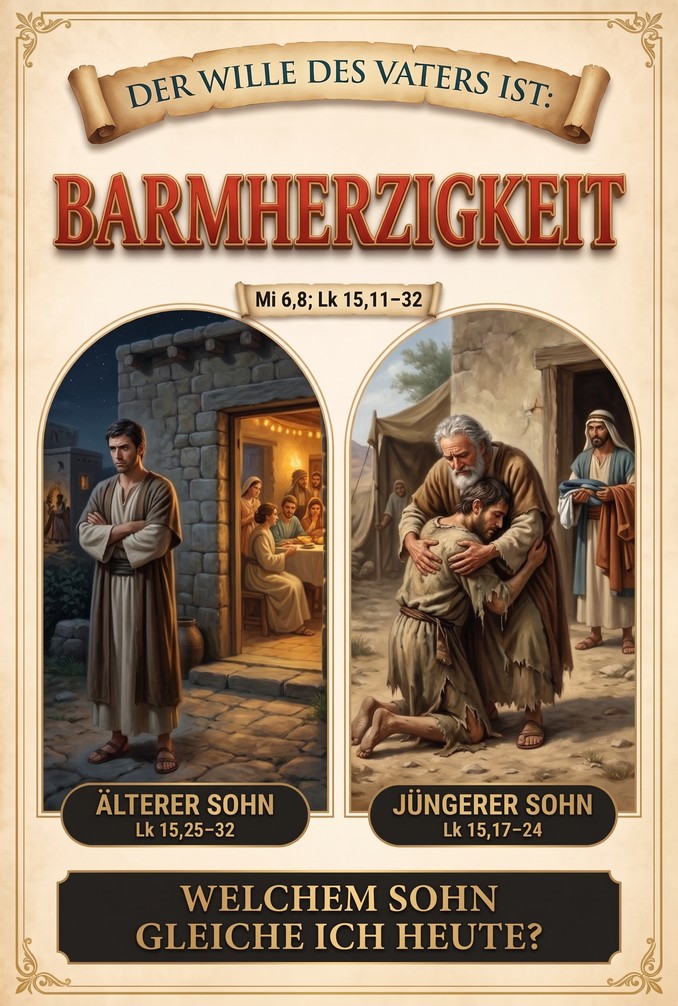 DER WILLE DES VATERS IST:
BARMHERZIGKEIT
Mi 6,8; Lk 15,11–32
ÄLTERER SOHN
Lk 15,25–32
JÜNGERER SOHN
Lk 15,17–24
WELCHEM SOHN
GLEICHE ICH HEUTE?